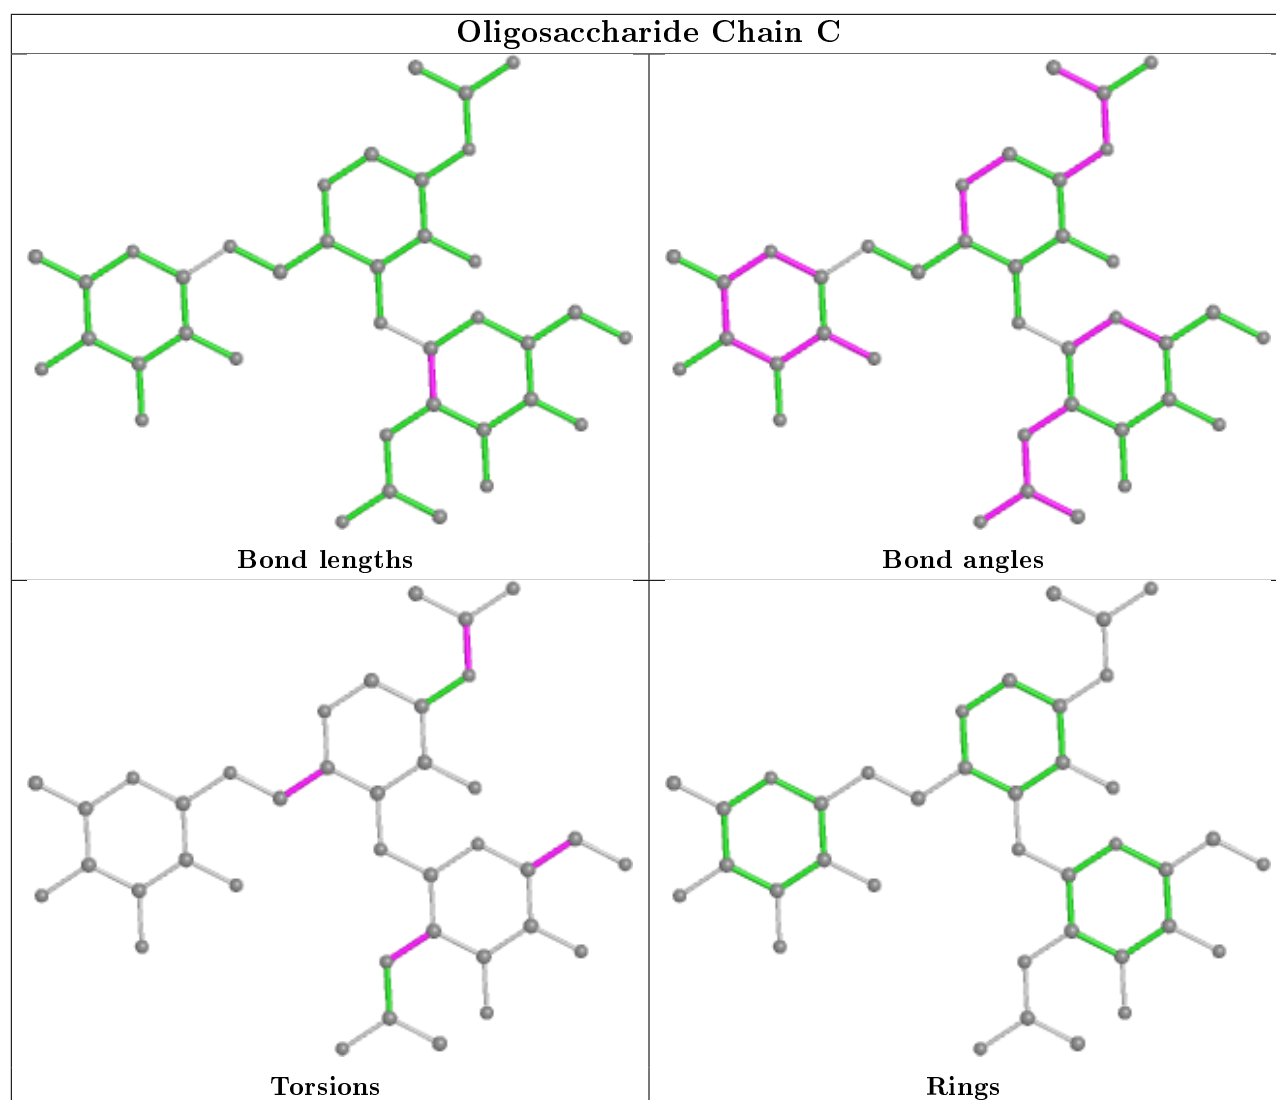 Oligosaccharide Chain C
Bond lengths
Bond angles
Torsions
Rings